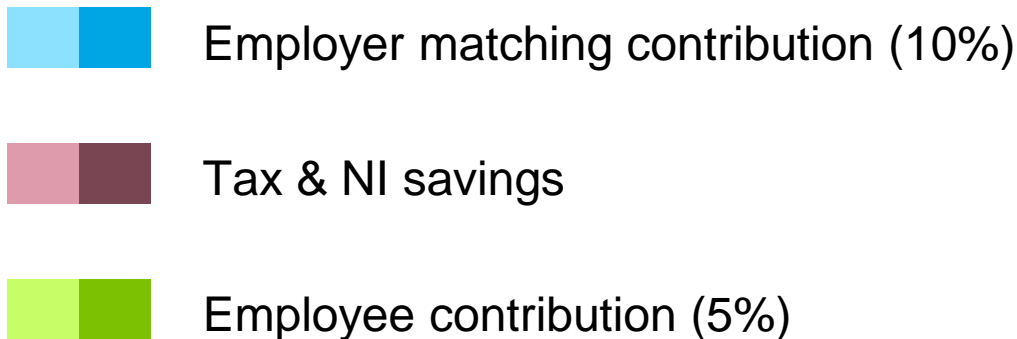 Employer matching contribution (10%)
Tax & NI savings
Employee contribution (5%)